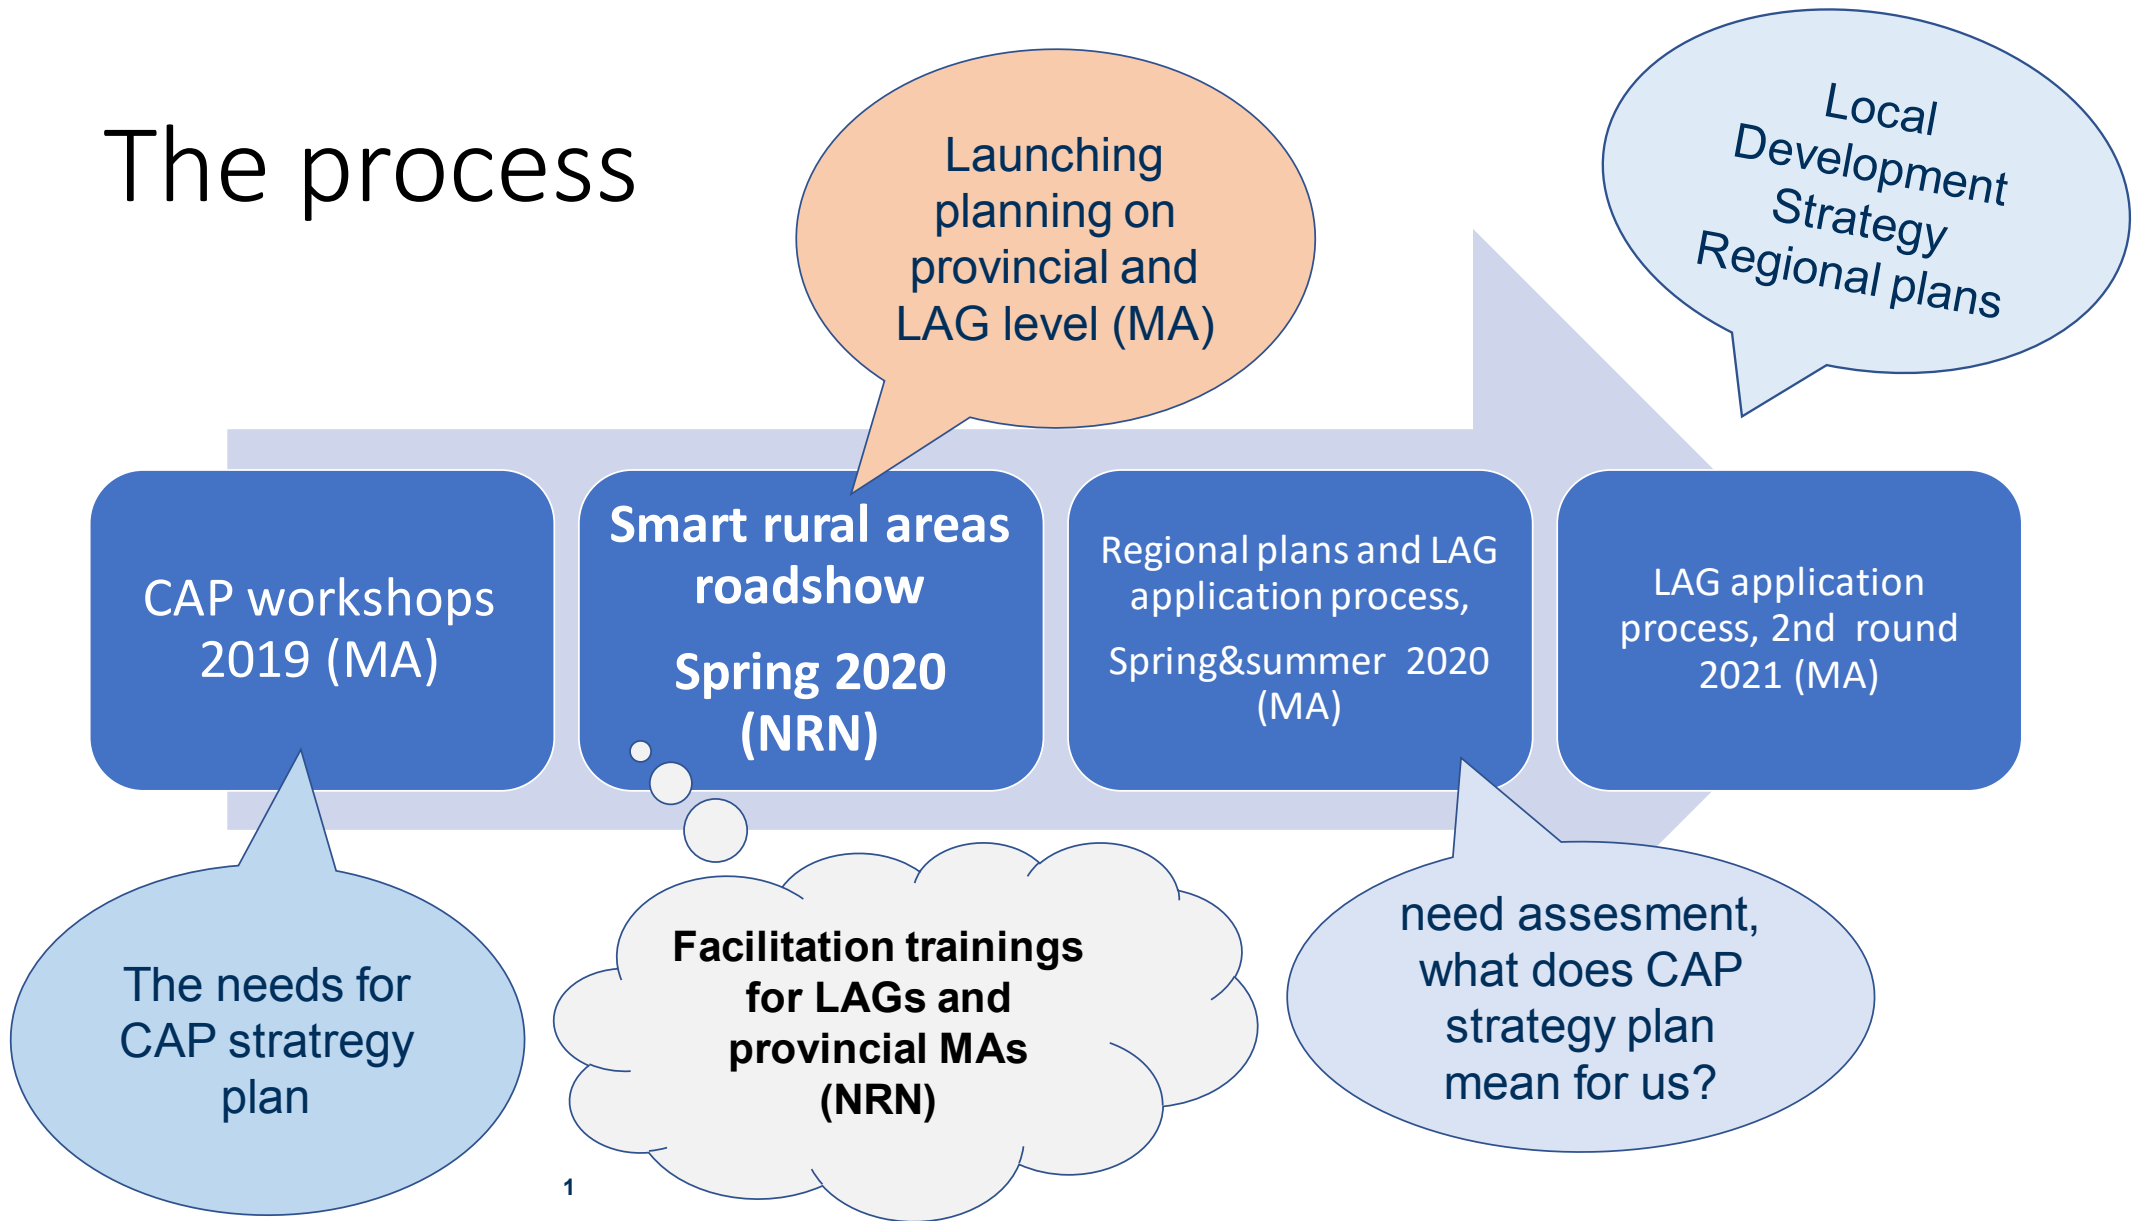 The process
Launching
planning on
provincial and
LAG level (MA)
Local
Development
Strategy
Regional plans
CAP workshops
2019 (MA)
Smart rural areas
roadshow
Spring 2020
(NRN)
Regional plans and LAG
application process,
Spring&summer 2020
(MA)
LAG application
process, 2nd round
2021 (MA)
The needs for
CAP stratregy
plan
Facilitation trainings
for LAGs and
provincial MAs
(NRN)
need assesment,
what does CAP
strategy plan
mean for us?
1